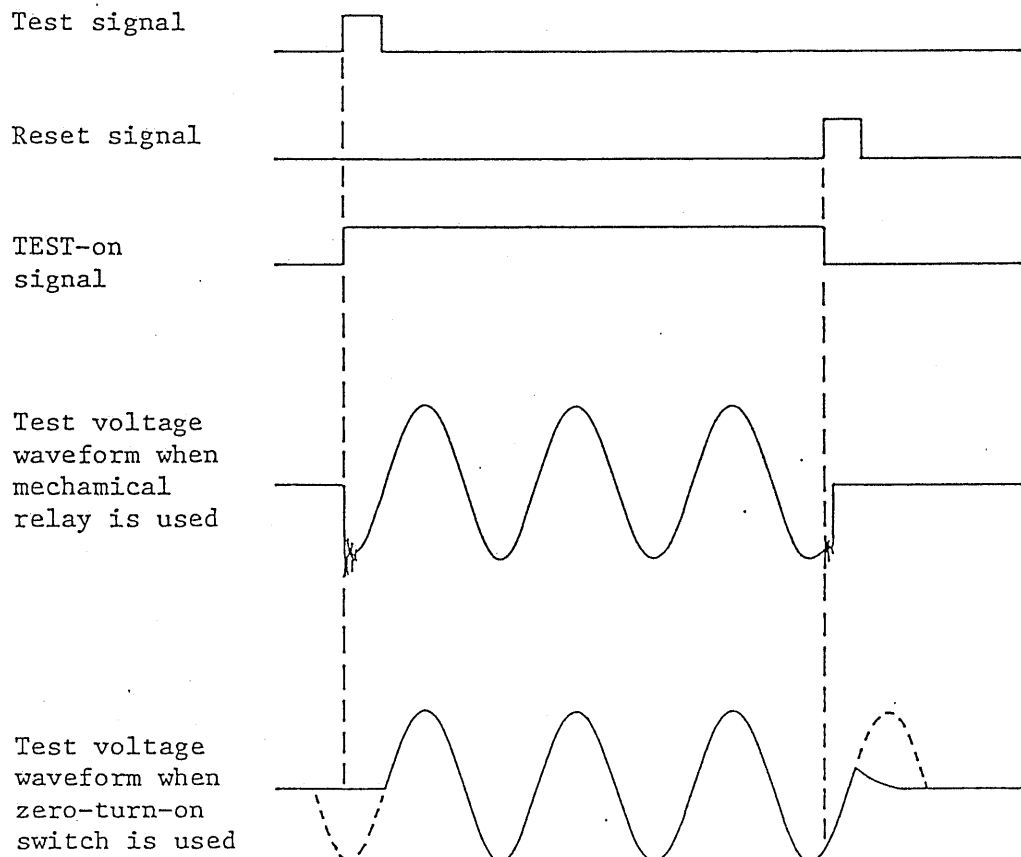 Test signal
Reset signal
TEST-on
signal
Test voltage
waveform when
mechamical
relay is used
Test voltage
waveform when
zero-turn-on
switch is used